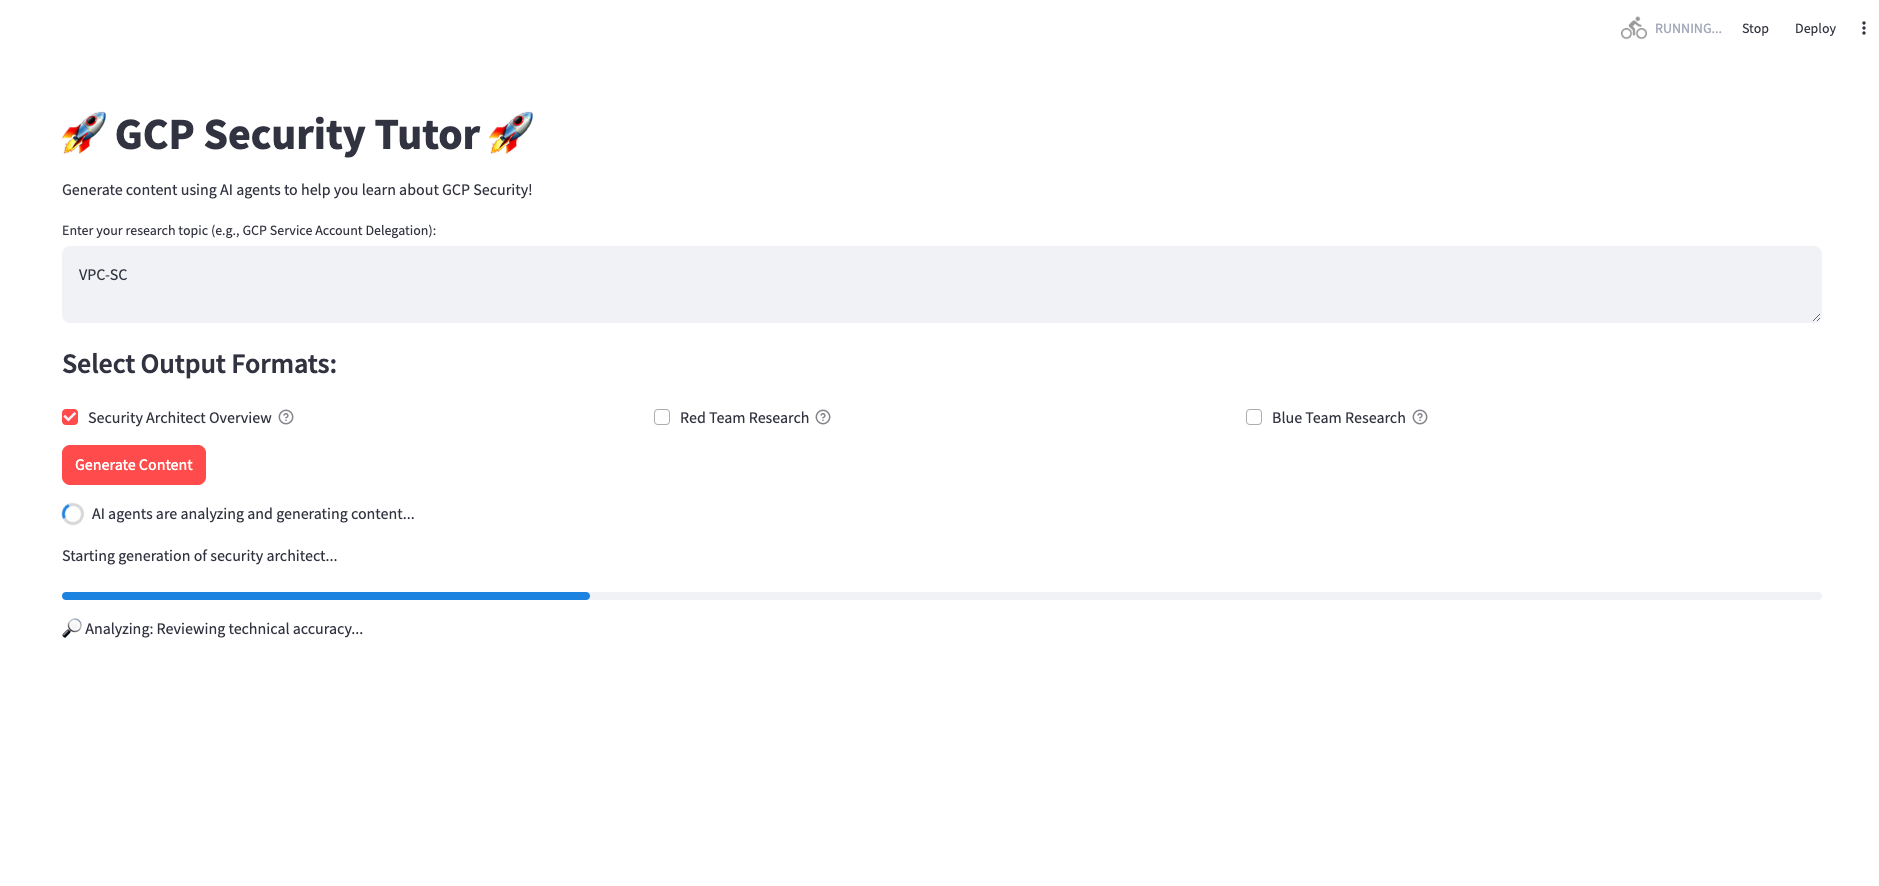 RUNNING... Stop Deploy
🚀 GCP Security Tutor 🚀
Generate content using AI agents to help you learn about GCP Security!
Enter your research topic (e.g., GCP Service Account Delegation):
VPC-SC
Select Output Formats:
Security Architect Overview Red Team Research Blue Team Research
Generate Content
AI agents are analyzing and generating content...
Starting generation of security architect...
🔎 Analyzing: Reviewing technical accuracy...